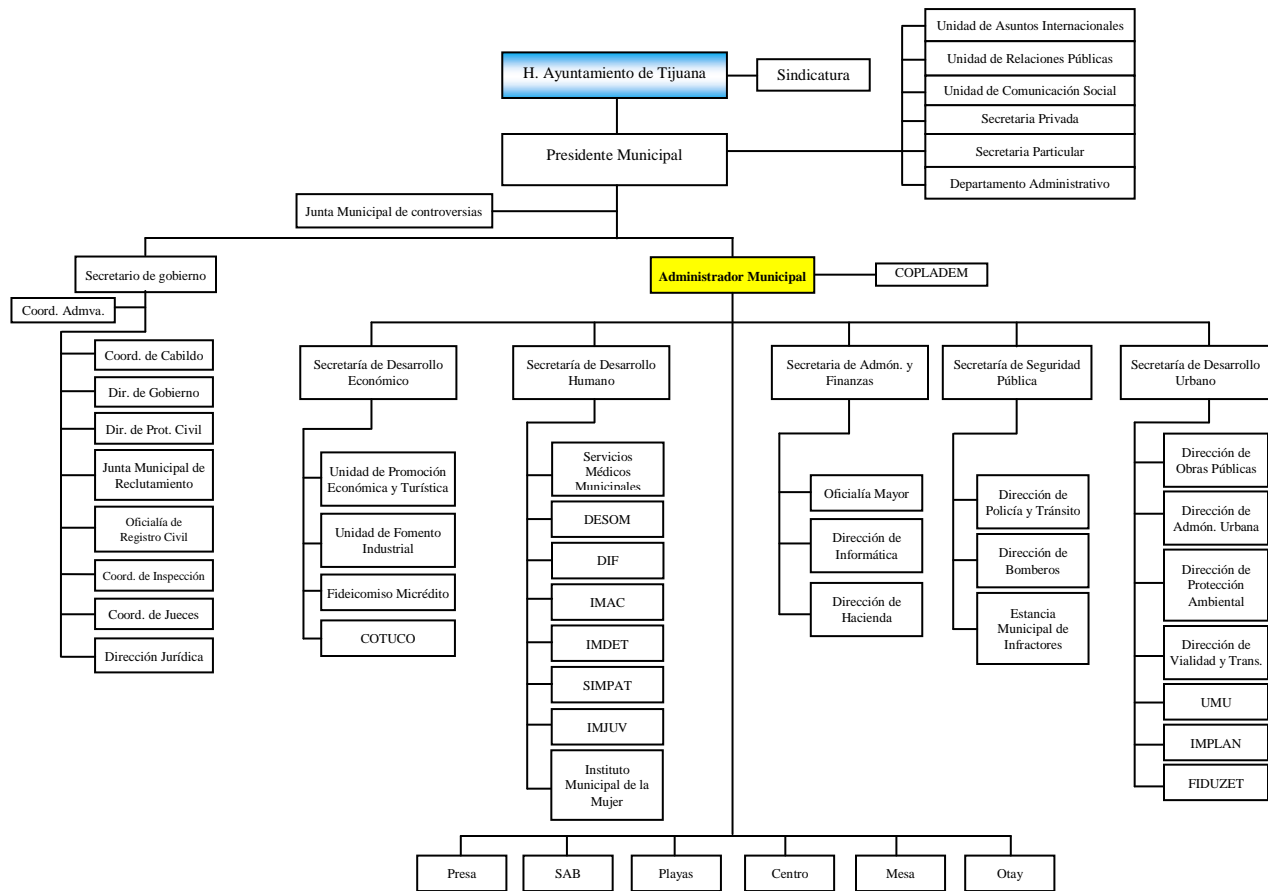 Unidad de Asuntos Internacionales
H. Ayuntamiento de Tijuana
Sindicatura
Unidad de Relaciones Públicas
Unidad de Comunicación Social
Secretaria Privada
Presidente Municipal
Secretaria Particular
Departamento Administrativo
Junta Municipal de controversias
Secretario de gobierno
Administrador Municipal
COPLADEM
Coord. Admva.
Coord. de Cabildo
Dir. de Gobierno
Dir. de Prot. Civil
Junta Municipal de
Reclutamiento
Oficialía de
Registro Civil
Coord. de Inspección
Coord. de Jueces
Dirección Jurídica
Secretaría de Desarrollo
Económico
Unidad de Promoción
Económica y Turística
Unidad de Fomento
Industrial
Fideicomiso Micrédito
COTUCO
Secretaría de Desarrollo
Humano
Servicios
Médicos
Municipales
DESOM
DIF
IMAC
IMDET
SIMPAT
IMJUV
Instituto
Municipal de la
Mujer
Secretaria de Admón. y
Finanzas
Oficialía Mayor
Dirección de
Informática
Dirección de
Hacienda
Secretaría de Seguridad
Pública
Dirección de
Policía y Tránsito
Dirección de
Bomberos
Estancia
Municipal de
Infractores
Secretaría de Desarrollo
Urbano
Dirección de
Obras Públicas
Dirección de
Admón. Urbana
Dirección de
Protección
Ambiental
Dirección de
Vialidad y Trans.
UMU
IMPLAN
FIDUZET
Presa
SAB
Playas
Centro
Mesa
Otay